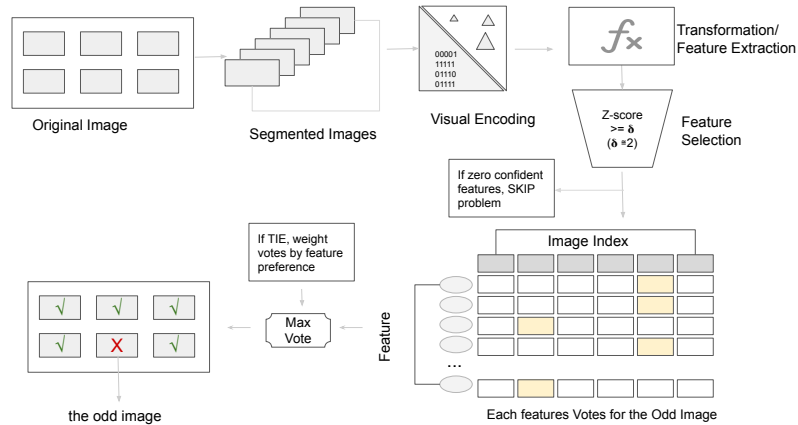 Original Image
Segmented Images
00001
11111
01110
01111
Visual Encoding
fx
Transformation/
Feature Extraction
Z-score
>= δ
(δ ≅2)
Feature
Selection
If zero confident
features, SKIP
problem
Image Index
Feature
...
Each features Votes for the Odd Image
If TIE, weight
votes by feature
preference
Max
Vote
√ √ √
√ X √
the odd image